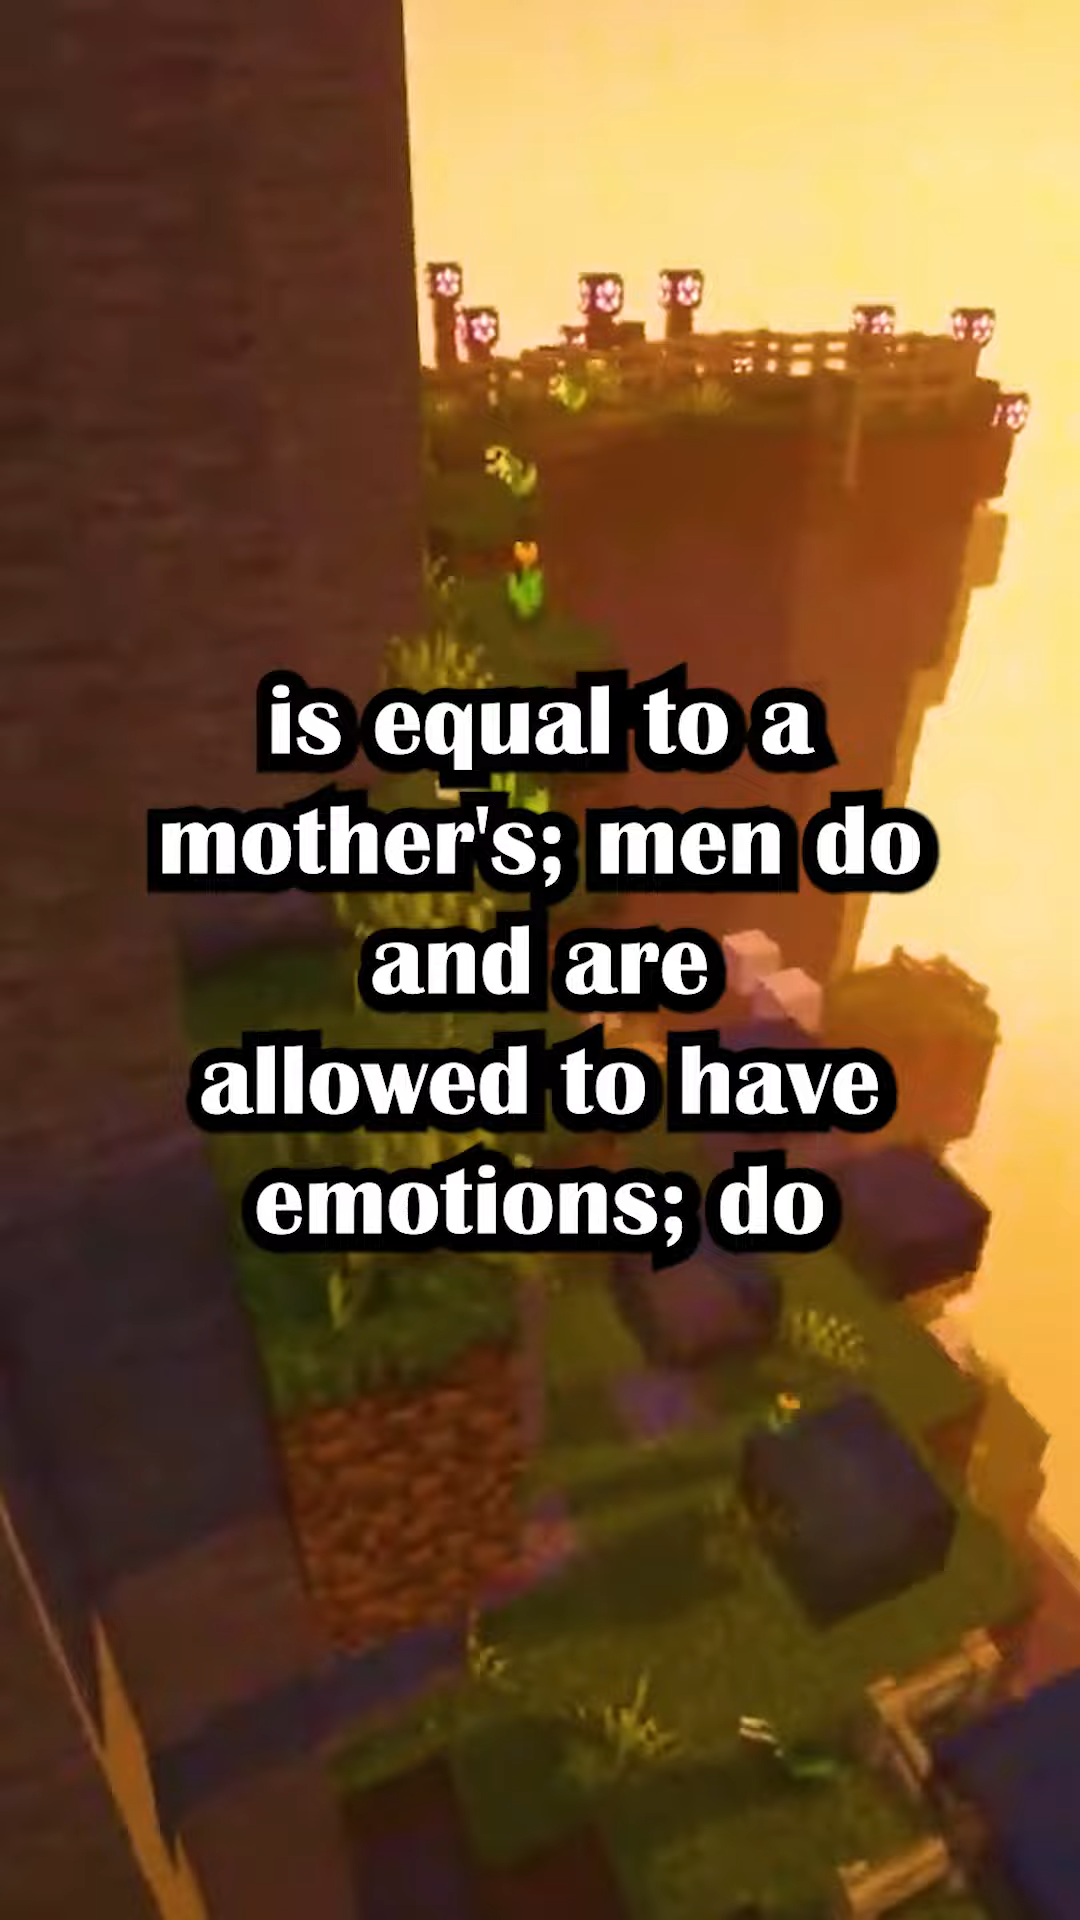 is equal to a
mother's; men do
and are
allowed to have
emotions; do